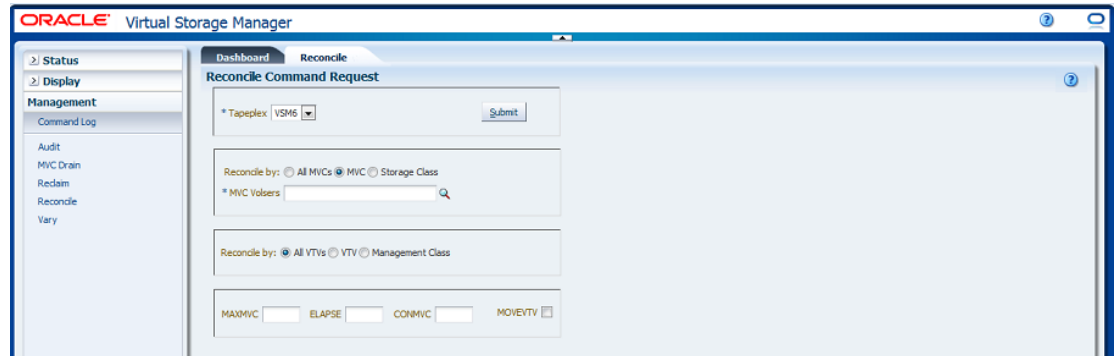 ORACLE Virtual Storage Manager
Status
Display
Management
Command Log
Audit
MVC Drain
Reclaim
Reconcile
Vary
Dashboard Reconcile
Reconcile Command Request
* Tapeplex VSM6 Submit
Reconcile by: All MVCs MVC Storage Class
* MVC Volsers
Reconcile by: All VTVs VTV Management Class
MAXMVC ELAPSE CONMVC MOVEVTV